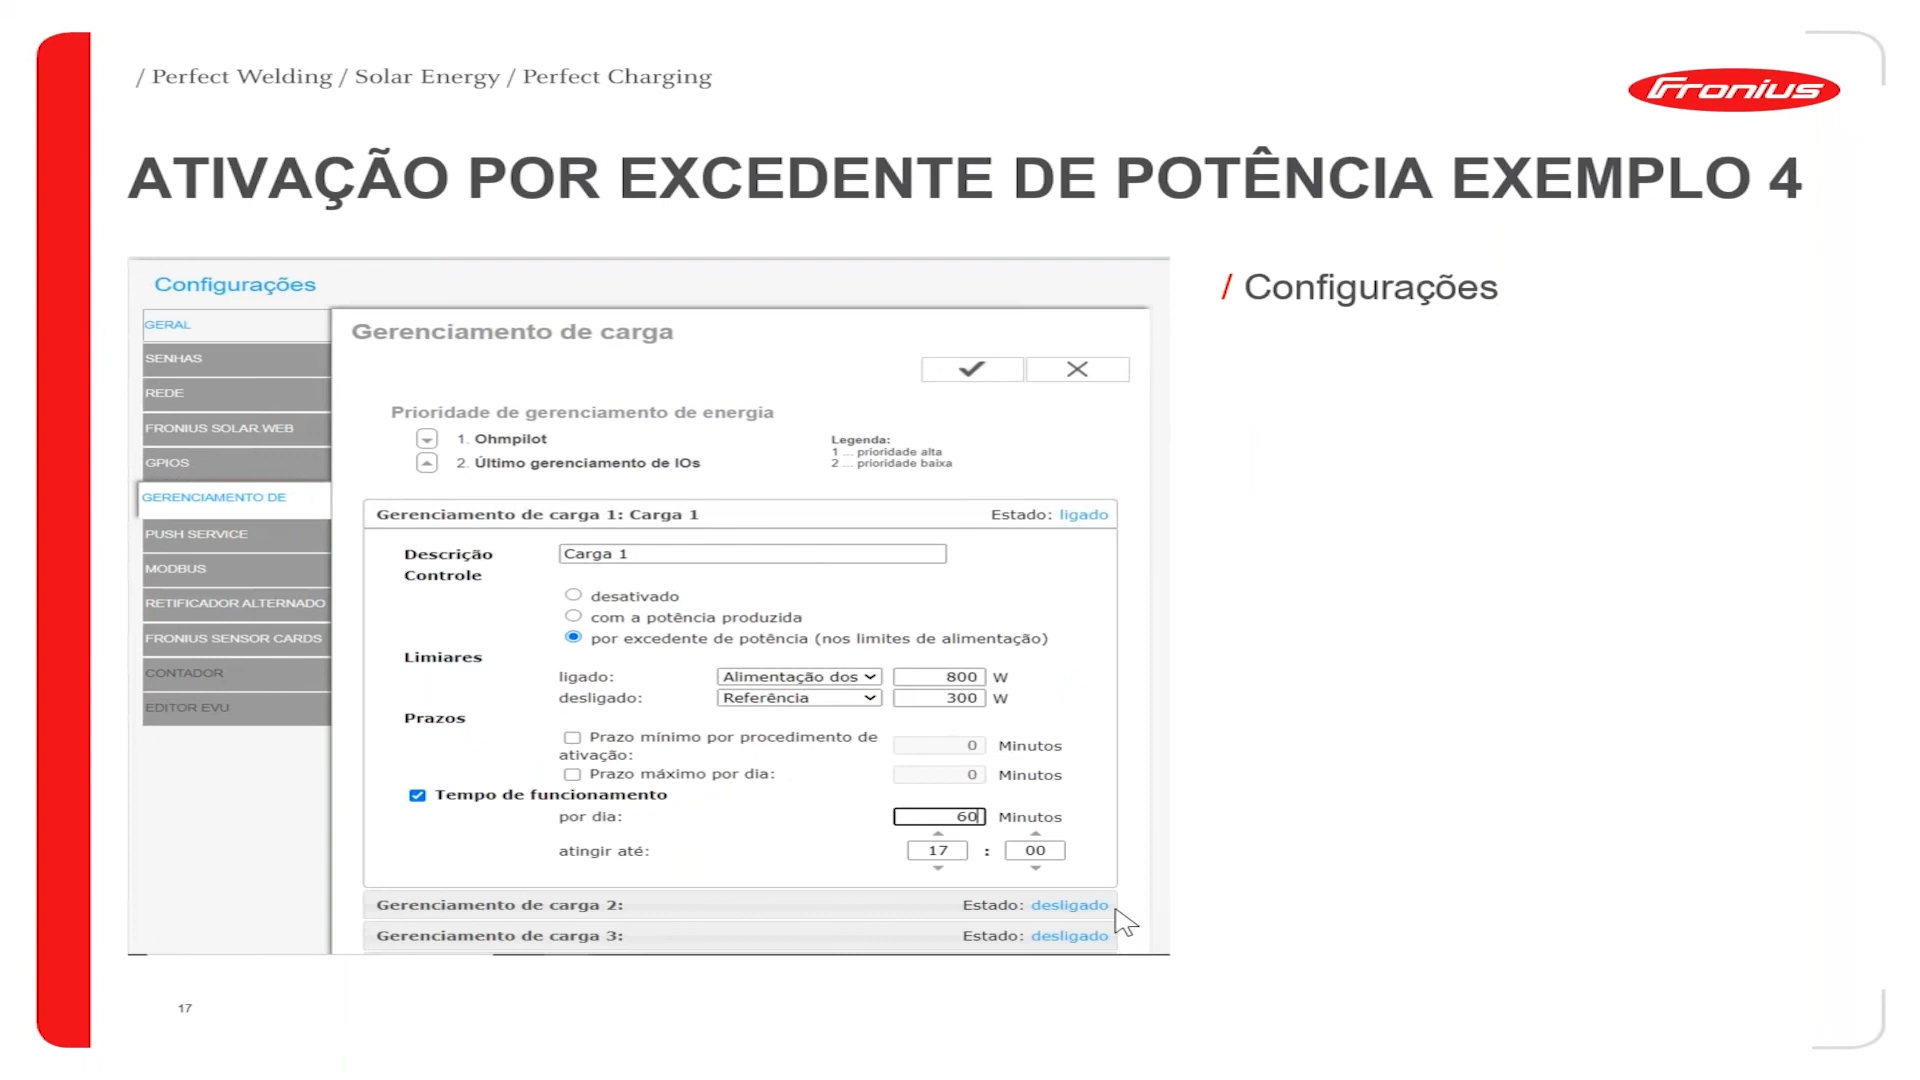 / Perfect Welding / Solar Energy / Perfect Charging
Fronius
ATIVAÇÃO POR EXCEDENTE DE POTÊNCIA EXEMPLO 4
Configurações
GERAL
SENHAS
REDE
FRONIUS SOLAR.WEB
GPIOS
GERENCIAMENTO DE
PUSH SERVICE
MODBUS
RETIFICADOR ALTERNADO
FRONIUS SENSOR CARDS
CONTADOR
EDITOR EVU
Gerenciamento de carga
Prioridade de gerenciamento de energia
1. Ohmpilot
2. Último gerenciamento de IOs
Legenda:
1 ... prioridade alta
2 ... prioridade baixa
Gerenciamento de carga 1: Carga 1 Estado: ligado
Descrição Carga 1
Controle
desativado
com a potência produzida
por excedente de potência (nos limites de alimentação)
Limiares
ligado: Alimentação dos 800 W
desligado: Referência 300 W
Prazos
Prazo mínimo por procedimento de
ativação: 0 Minutos
Prazo máximo por dia: 0 Minutos
Tempo de funcionamento
por dia: 60 Minutos
atingir até: 17 : 00
Gerenciamento de carga 2: Estado: desligado
Gerenciamento de carga 3: Estado: desligado
/ Configurações
17